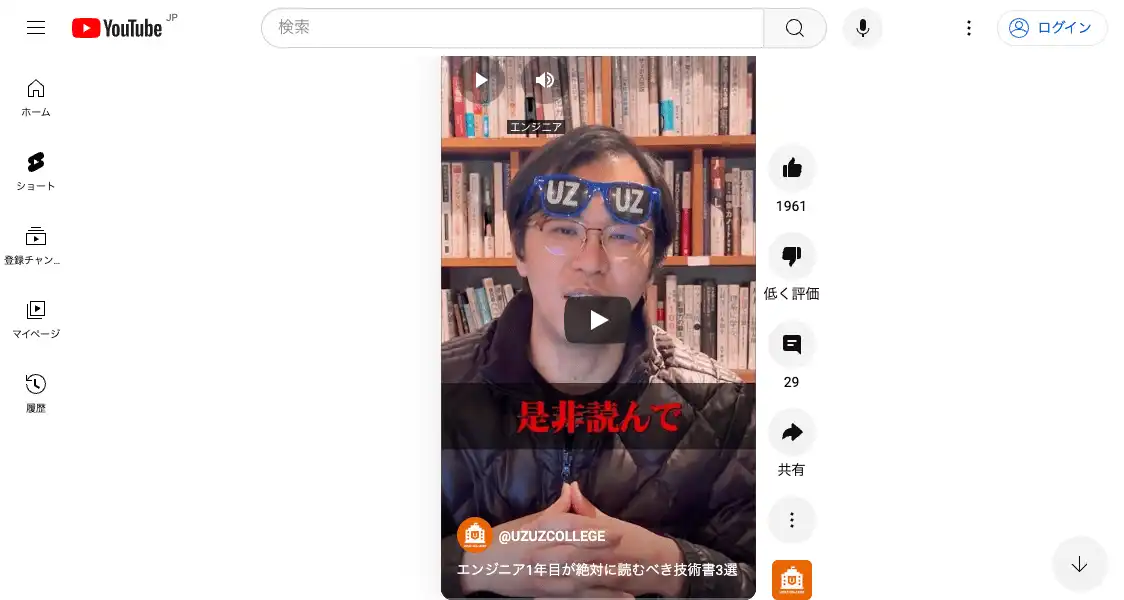 YouTube JP
検索
ログイン
ホーム
ショート
登録チャン...
マイページ
履歴
エンジニア
UZ UZ
是非読んで
@UZUZCOLLEGE
エンジニア1年目が絶対に読むべき技術書3選
1961
低く評価
29
共有